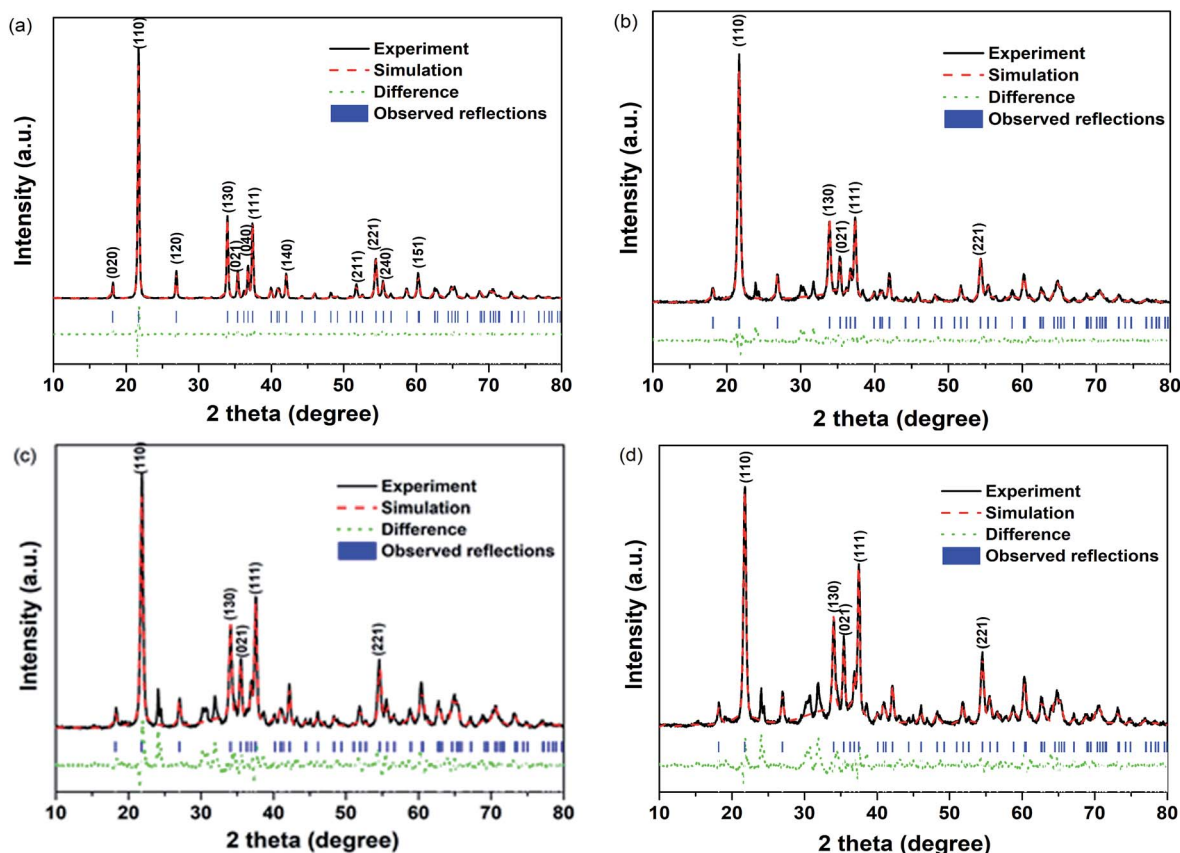 (a)
(110)
Experiment
Simulation
Difference
Observed reflections
(020)
(120)
(130)
(021)
(040)
(111)
(140)
(211)
(221)
(240)
(151)
Intensity (a.u.)
10 20 30 40 50 60 70 80
2 theta (degree)
(b)
(110)
Experiment
Simulation
Difference
Observed reflections
(130)
(021)
(111)
(221)
Intensity (a.u.)
10 20 30 40 50 60 70 80
2 theta (degree)
(c)
(110)
Experiment
Simulation
Difference
Observed reflections
(130)
(021)
(111)
(221)
Intensity (a.u.)
10 20 30 40 50 60 70 80
2 theta (degree)
(d)
(110)
Experiment
Simulation
Difference
Observed reflections
(130)
(021)
(111)
(221)
Intensity (a.u.)
10 20 30 40 50 60 70 80
2 theta (degree)